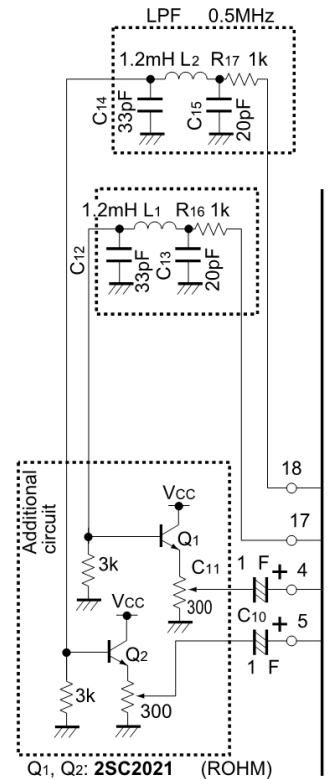 LPF 0.5MHz
1.2mH L2 R17 1k
C14
33pF
C15
20pF
1.2mH L1 R16 1k
C12
33pF
C13
20pF
18
17
Additional
circuit
VCC
Q1
3k
C11
1 F
+ 4
300
VCC
C10
+ 5
Q2
1 F
3k
300
Q1, Q2: 2SC2021 (ROHM)